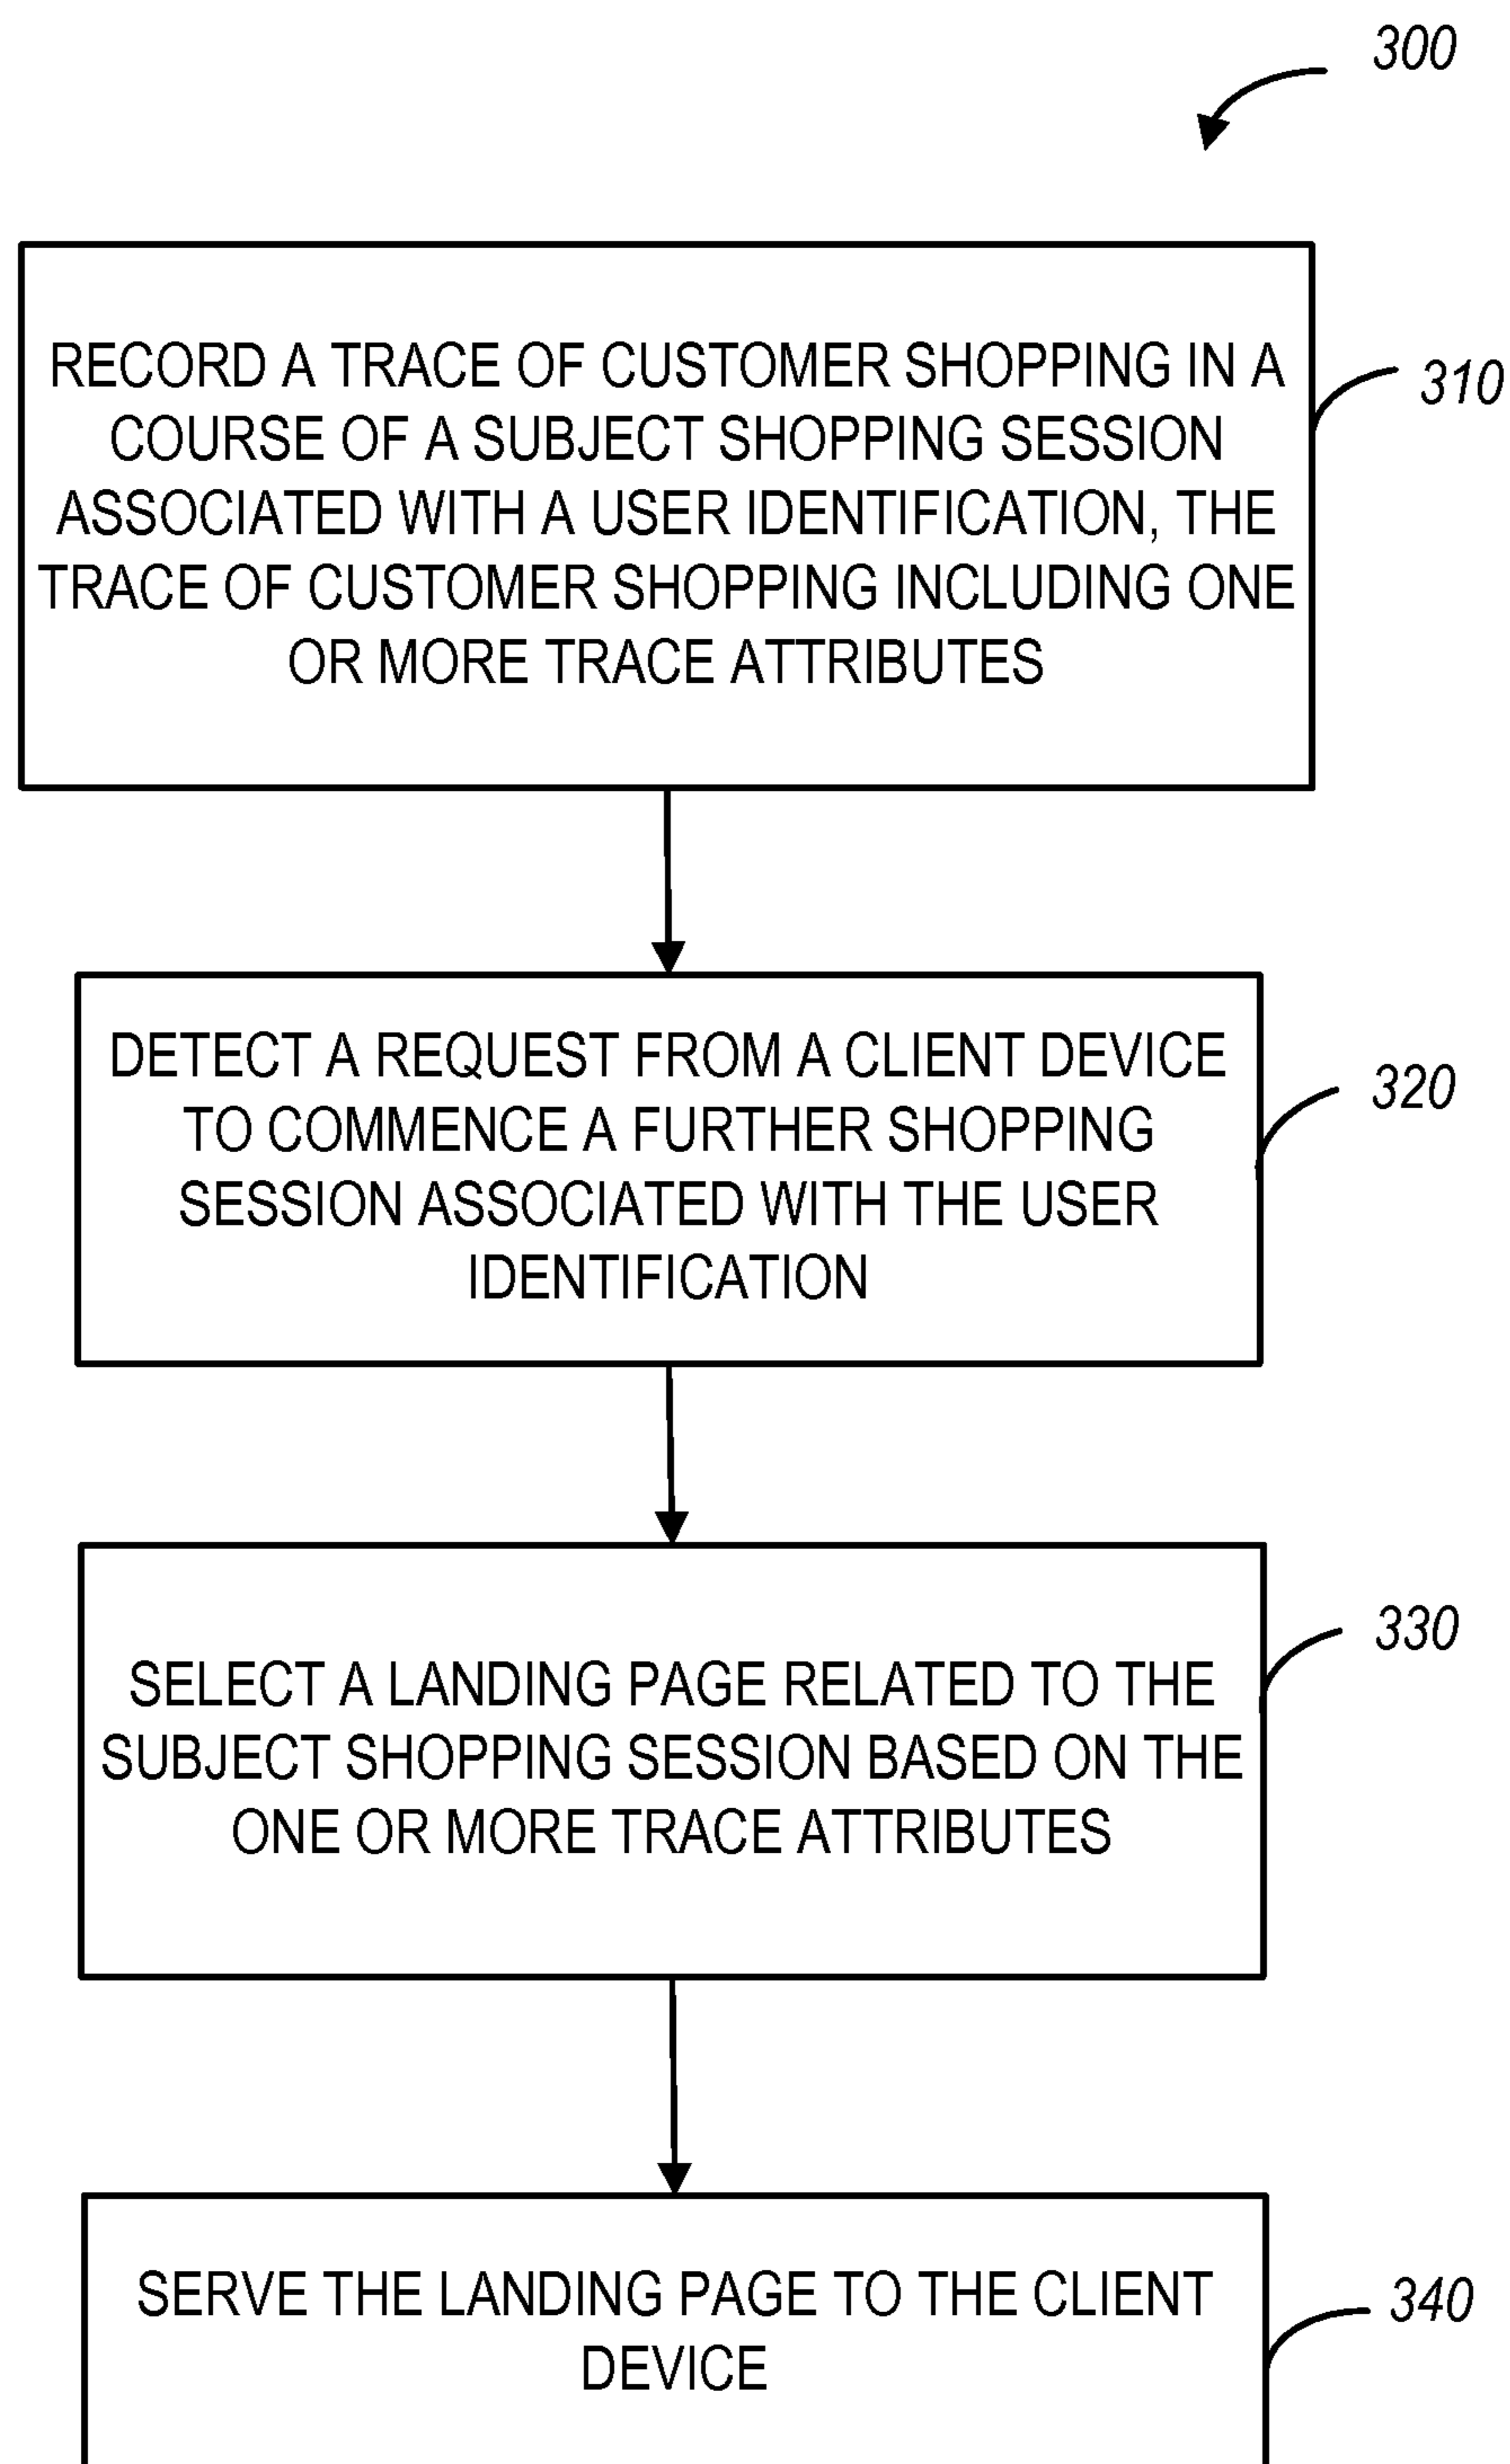 300
RECORD A TRACE OF CUSTOMER SHOPPING IN A
COURSE OF A SUBJECT SHOPPING SESSION
ASSOCIATED WITH A USER IDENTIFICATION, THE
TRACE OF CUSTOMER SHOPPING INCLUDING ONE
OR MORE TRACE ATTRIBUTES
310
DETECT A REQUEST FROM A CLIENT DEVICE
TO COMMENCE A FURTHER SHOPPING
SESSION ASSOCIATED WITH THE USER
IDENTIFICATION
320
SELECT A LANDING PAGE RELATED TO THE
SUBJECT SHOPPING SESSION BASED ON THE
ONE OR MORE TRACE ATTRIBUTES
330
SERVE THE LANDING PAGE TO THE CLIENT
DEVICE
340